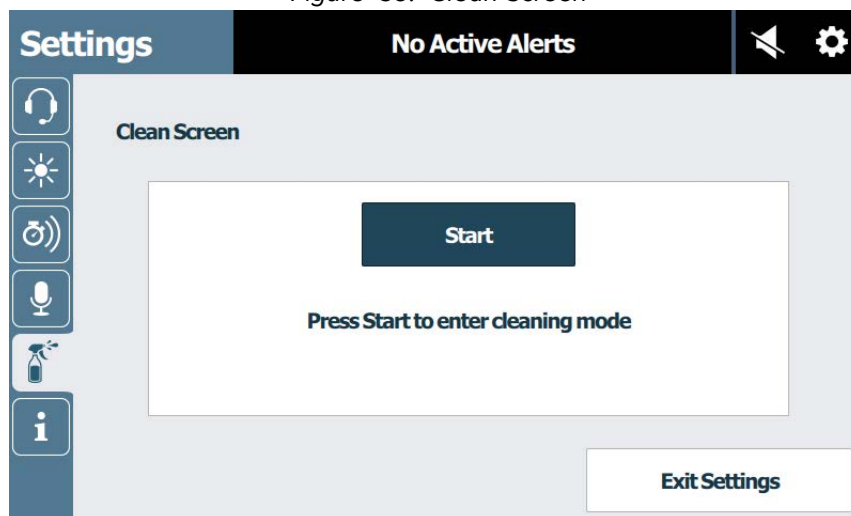 Settings
No Active Alerts
Clean Screen
Start
Press Start to enter cleaning mode
i
Exit Settings